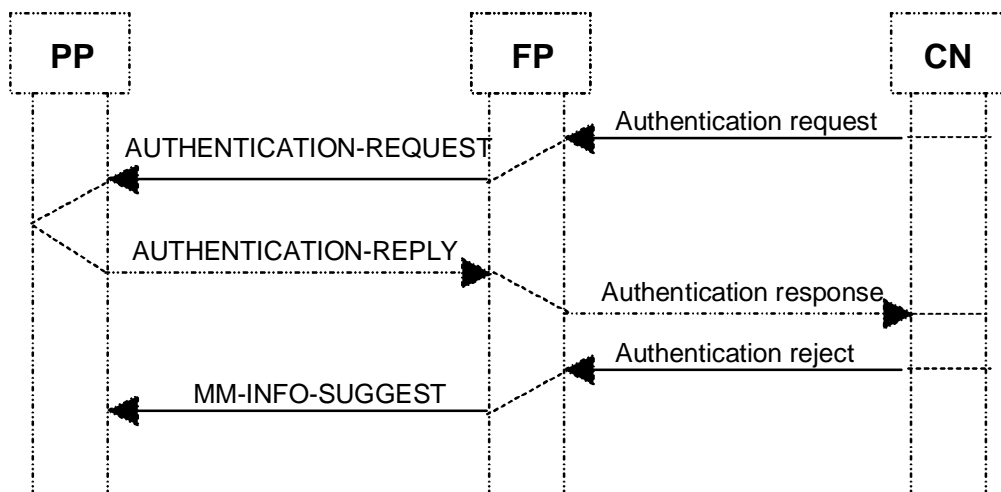 PP
FP
CN
Authentication request
AUTHENTICATION-REQUEST
AUTHENTICATION-REPLY
Authentication response
Authentication reject
MM-INFO-SUGGEST